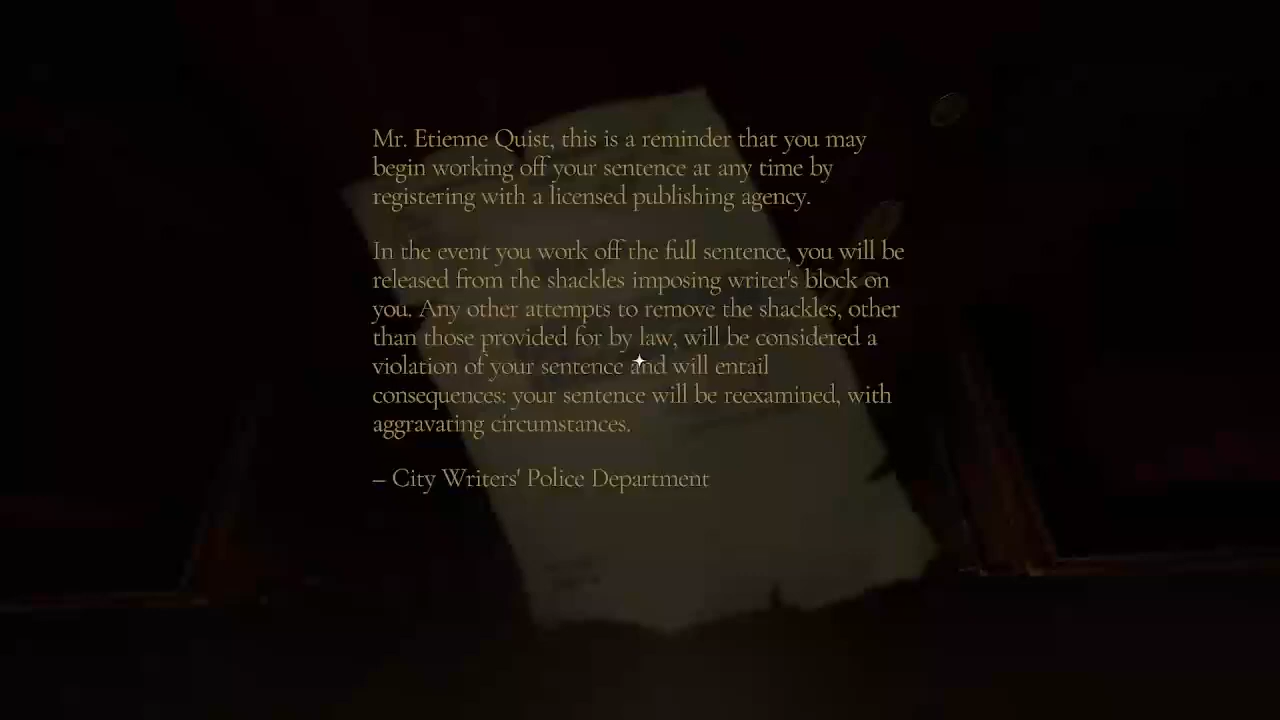 Mr. Etienne Quist, this is a reminder that you may
begin working off your sentence at any time by
registering with a licensed publishing agency.
In the event you work off the full sentence, you will be
released from the shackles imposing writer's block on
you. Any other attempts to remove the shackles, other
than those provided for by law, will be considered a
violation of your sentence and will entail
consequences: your sentence will be reexamined, with
aggravating circumstances.
– City Writers' Police Department